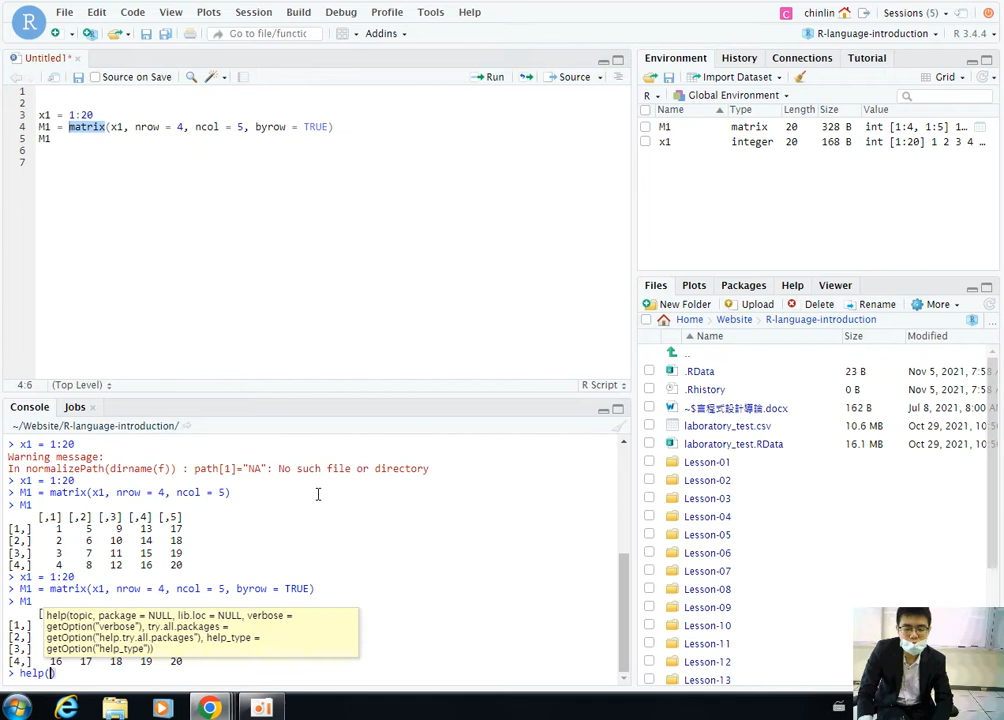 R
File Edit Code View Plots Session Build Debug Profile Tools Help
C chinlin Sessions (5)
Go to file/functic Addins R-language-introduction R 3.4.4
Untitled1*
Source on Save Run Source
1
2
3 x1 = 1:20
4 M1 = matrix(x1, nrow = 4, ncol = 5, byrow = TRUE)
5 M1
6
7
4:6 (Top Level) R Script
Console Jobs
~/Website/R-language-introduction/
> x1 = 1:20
Warning message:
In normalizePath(dirname(f)) : path[1]="NA": No such file or directory
> x1 = 1:20
> M1 = matrix(x1, nrow = 4, ncol = 5)
> M1
[,1] [,2] [,3] [,4] [,5]
[1,] 1 5 9 13 17
[2,] 2 6 10 14 18
[3,] 3 7 11 15 19
[4,] 4 8 12 16 20
> x1 = 1:20
> M1 = matrix(x1, nrow = 4, ncol = 5, byrow = TRUE)
> M1
[
[1,]
[2,]
[3,]
[4,] 16 17 18 19 20
help(topic, package = NULL, lib.loc = NULL, verbose =
getOption("verbose"), try.all.packages =
getOption("help.try.all.packages"), help_type =
getOption("help_type"))
> help()
Environment History Connections Tutorial
Import Dataset Grid
R Global Environment
Name Type Length Size Value
M1 matrix 20 328 B int [1:4, 1:5] 1…
x1 integer 20 168 B int [1:20] 1 2 3 4 …
Files Plots Packages Help Viewer
New Folder Upload Delete Rename More
Home Website R-language-introduction
Name Size Modified
..
.RData 23 B Nov 5, 2021, 7:58
.Rhistory 0 B Nov 5, 2021, 7:58
~$言程式設計導論.docx 162 B Jul 8, 2021, 8:00
laboratory_test.csv 10.6 MB Oct 29, 2021,
laboratory_test.RData 16.1 MB Oct 29, 2021,
Lesson-01
Lesson-02
Lesson-03
Lesson-04
Lesson-05
Lesson-06
Lesson-07
Lesson-08
Lesson-09
Lesson-10
Lesson-11
Lesson-12
Lesson-13